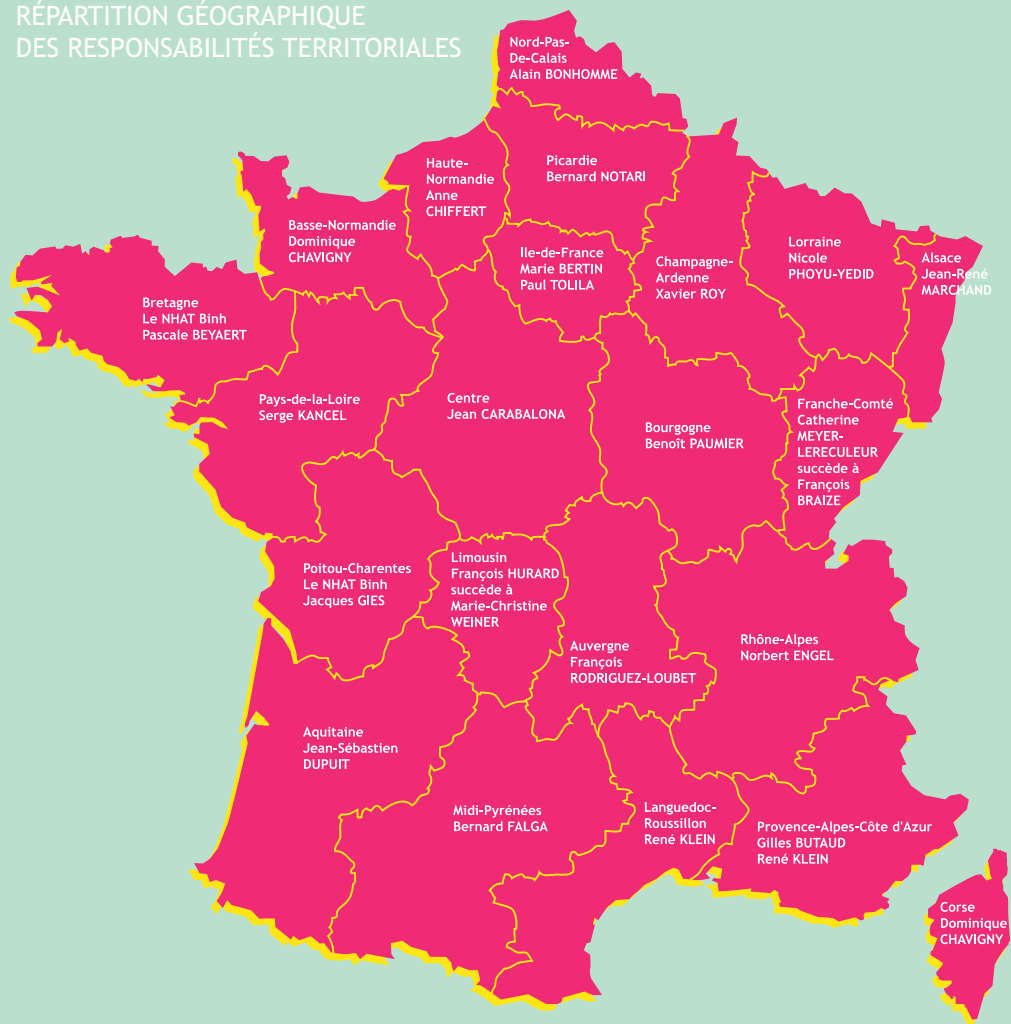 RÉPARTITION GÉOGRAPHIQUE
DES RESPONSABILITÉS TERRITORIALES
Nord-Pas-
De-Calais
Alain BONHOMME
Haute-
Normandie
Anne
CHIFFERT
Picardie
Bernard NOTARI
Basse-Normandie
Dominique
CHAVIGNY
Ile-de-France
Marie BERTIN
Paul TOLILA
Champagne-
Ardenne
Xavier ROY
Lorraine
Nicole
PHOYU-YEDID
Alsace
Jean-René
MARCHAND
Bretagne
Le NHAT Binh
Pascale BEYAERT
Pays-de-la-Loire
Serge KANCEL
Centre
Jean CARABALONA
Bourgogne
Benoît PAUMIER
Franche-Comté
Catherine
MEYER-
LERECULEUR
succède à
François
BRAIZE
Poitou-Charentes
Le NHAT Binh
Jacques GIES
Limousin
François HURARD
succède à
Marie-Christine
WEINER
Auvergne
François
RODRIGUEZ-LOUBET
Rhône-Alpes
Norbert ENGEL
Aquitaine
Jean-Sébastien
DUPUIT
Midi-Pyrénées
Bernard FALGA
Languedoc-
Roussillon
René KLEIN
Provence-Alpes-Côte d'Azur
Gilles BUTAUD
René KLEIN
Corse
Dominique
CHAVIGNY